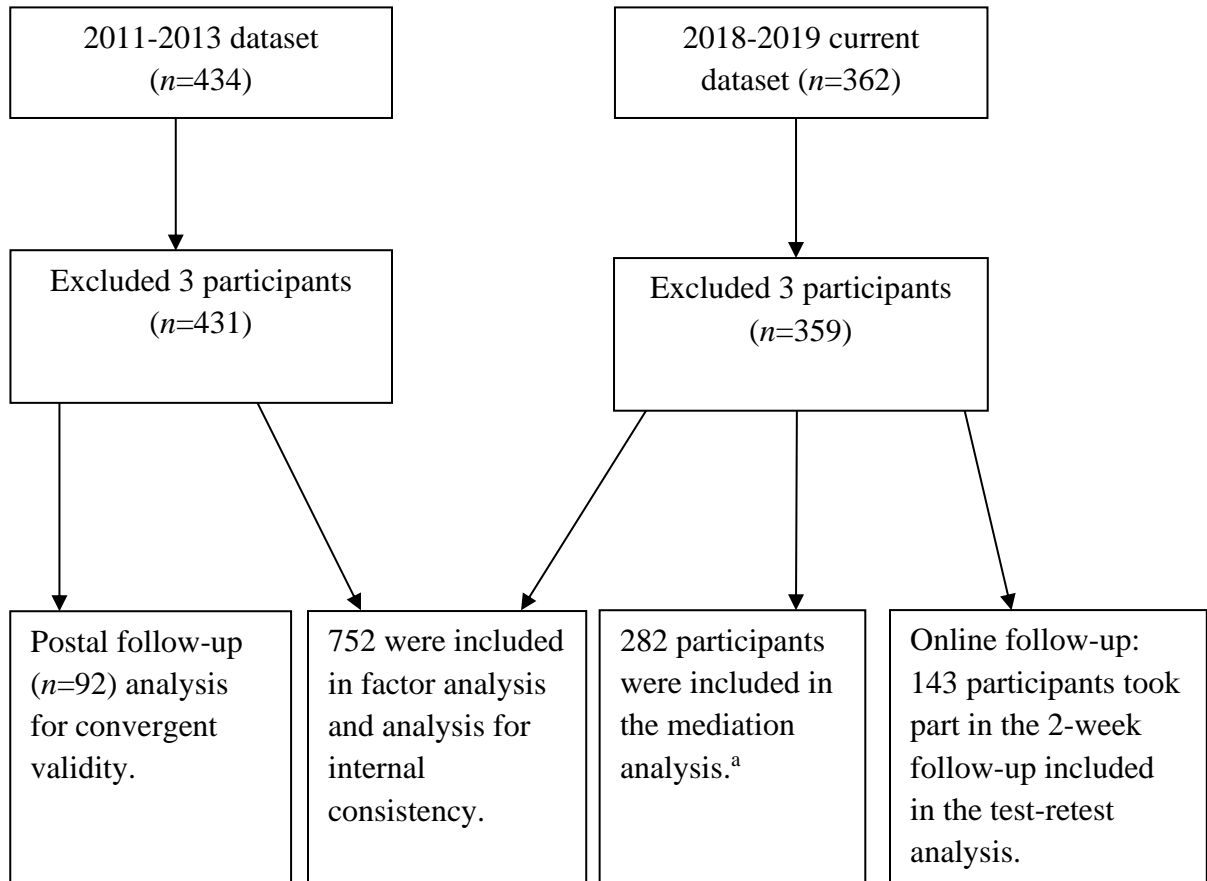 2011-2013 dataset
(n=434)
2018-2019 current
dataset (n=362)
Excluded 3 participants
(n=431)
Excluded 3 participants
(n=359)
Postal follow-up
(n=92) analysis
for convergent
validity.
752 were included
in factor analysis
and analysis for
internal
consistency.
282 participants
were included in
the mediation
analysis.ᵃ
Online follow-up:
143 participants took
part in the 2-week
follow-up included
in the test-retest
analysis.